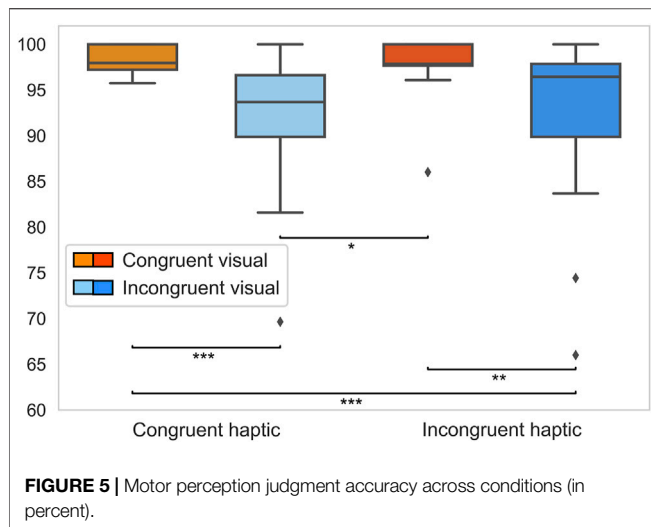 100
95
90
85
80
75
70
65
60
*
Congruent visual
Incongruent visual
***
**
***
Congruent haptic Incongruent haptic
FIGURE 5 | Motor perception judgment accuracy across conditions (in
percent).